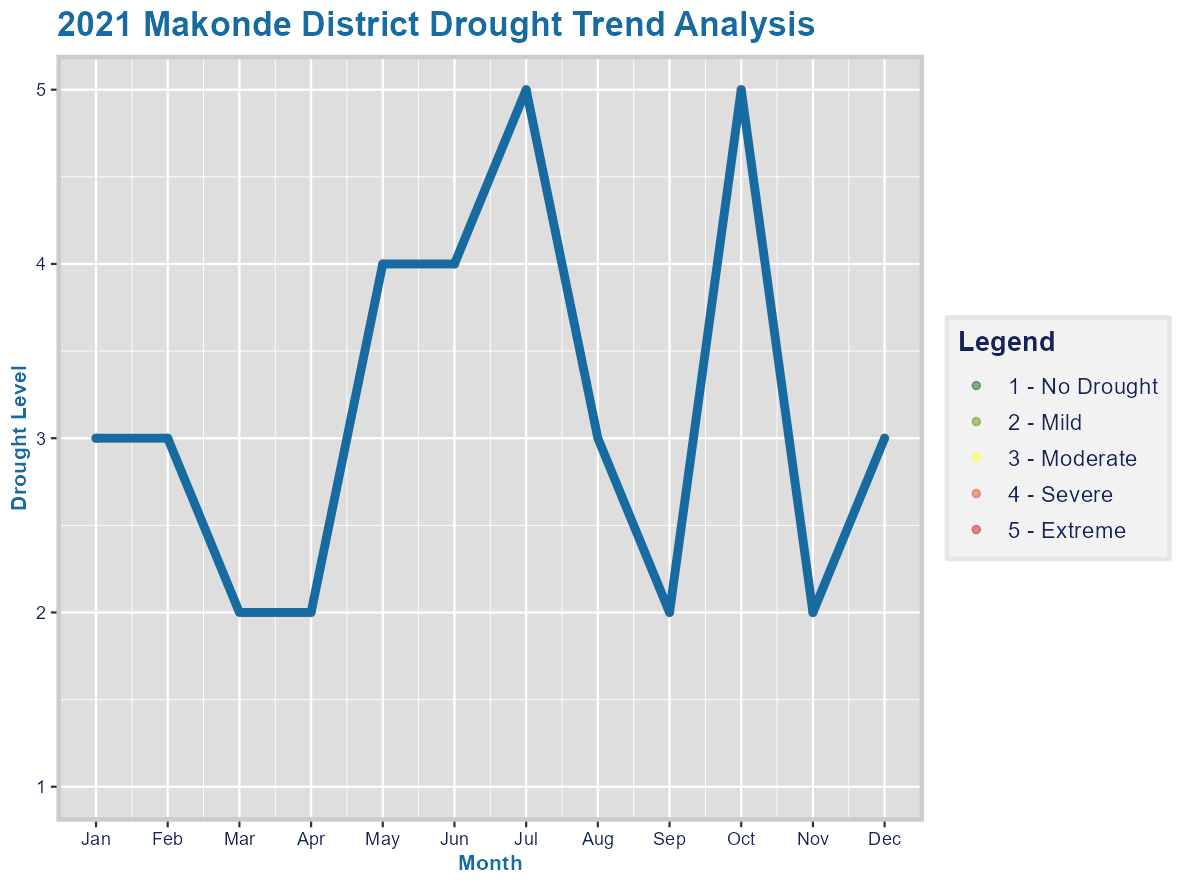 2021 Makonde District Drought Trend Analysis
Drought Level
5
4
3
2
1
Jan Feb Mar Apr May Jun Jul Aug Sep Oct Nov Dec
Month
Legend
1 - No Drought
2 - Mild
3 - Moderate
4 - Severe
5 - Extreme